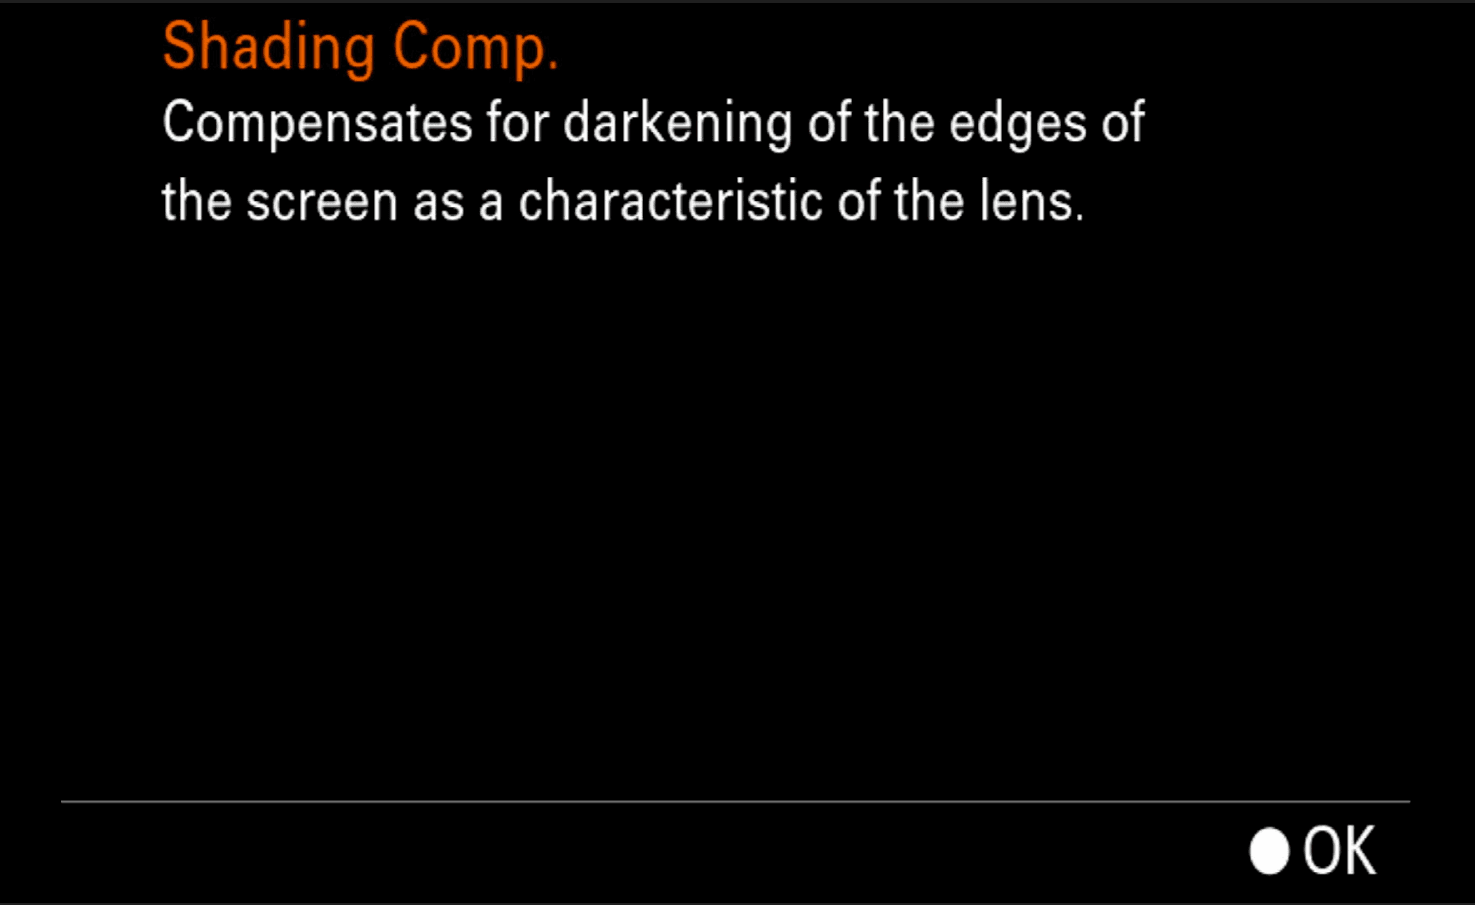 Shading Comp.
Compensates for darkening of the edges of
the screen as a characteristic of the lens.
OK